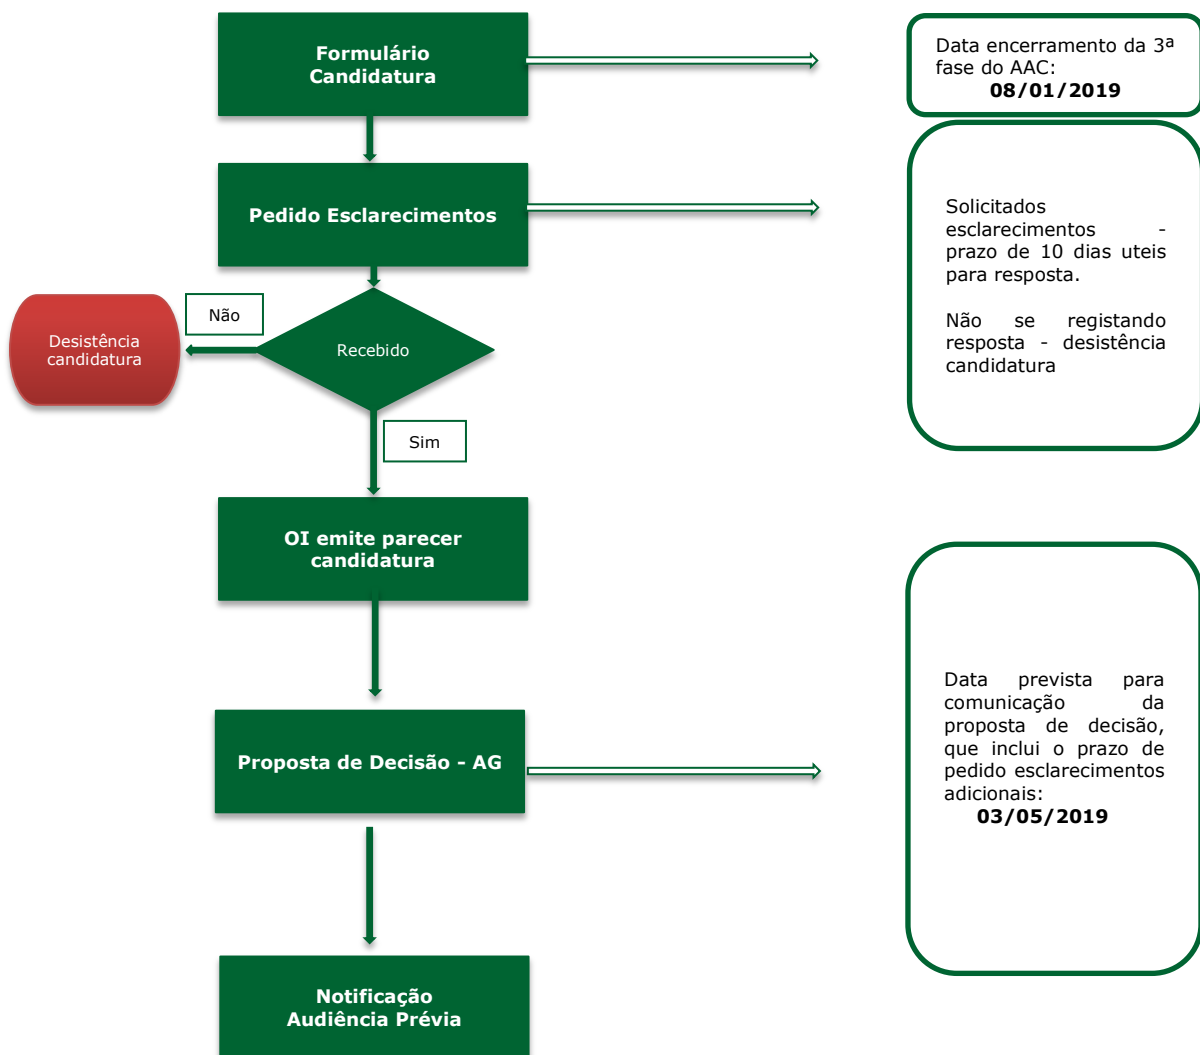 Formulário
Candidatura
Data encerramento da 3ª
fase do AAC:
08/01/2019
Pedido Esclarecimentos
Solicitados
esclarecimentos -
prazo de 10 dias uteis
para resposta.
Não se registando
resposta - desistência
candidatura
Não
Desistência
candidatura
Recebido
Sim
OI emite parecer
candidatura
Proposta de Decisão - AG
Data prevista para
comunicação da
proposta de decisão,
que inclui o prazo de
pedido esclarecimentos
adicionais:
03/05/2019
Notificação
Audiência Prévia